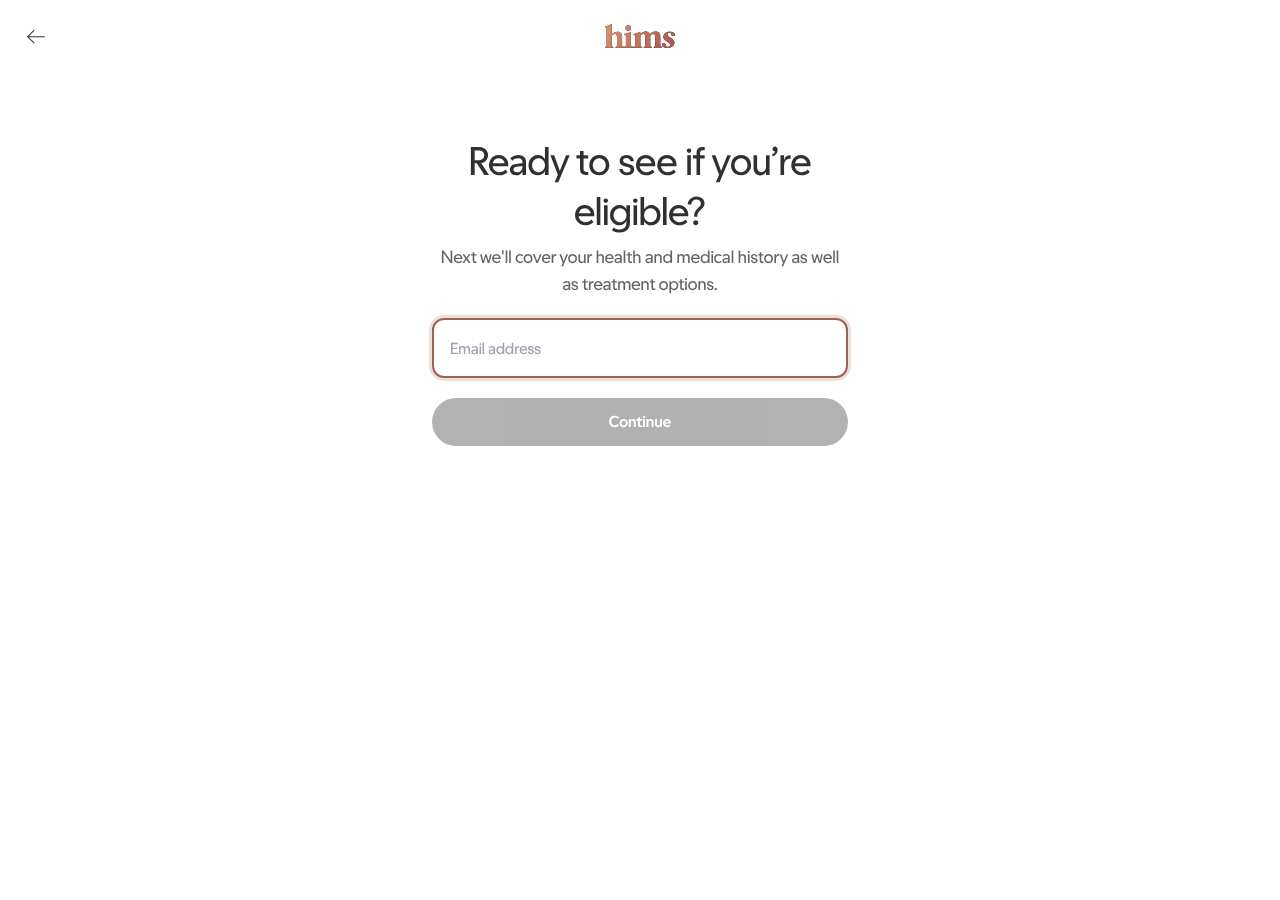 hims
Ready to see if you’re
eligible?
Next we'll cover your health and medical history as well
as treatment options.
Email address
Continue